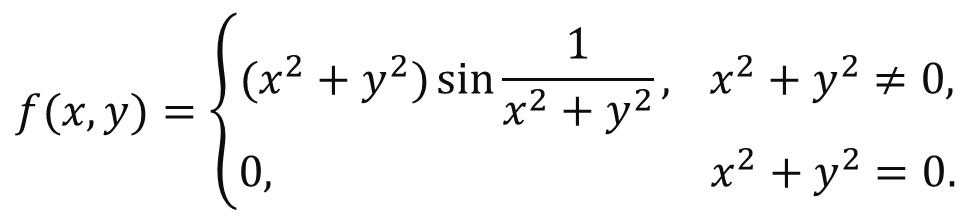 f(x, y) = { (x² + y²) sin 1/(x² + y²), x² + y² ≠ 0,
0, x² + y² = 0.